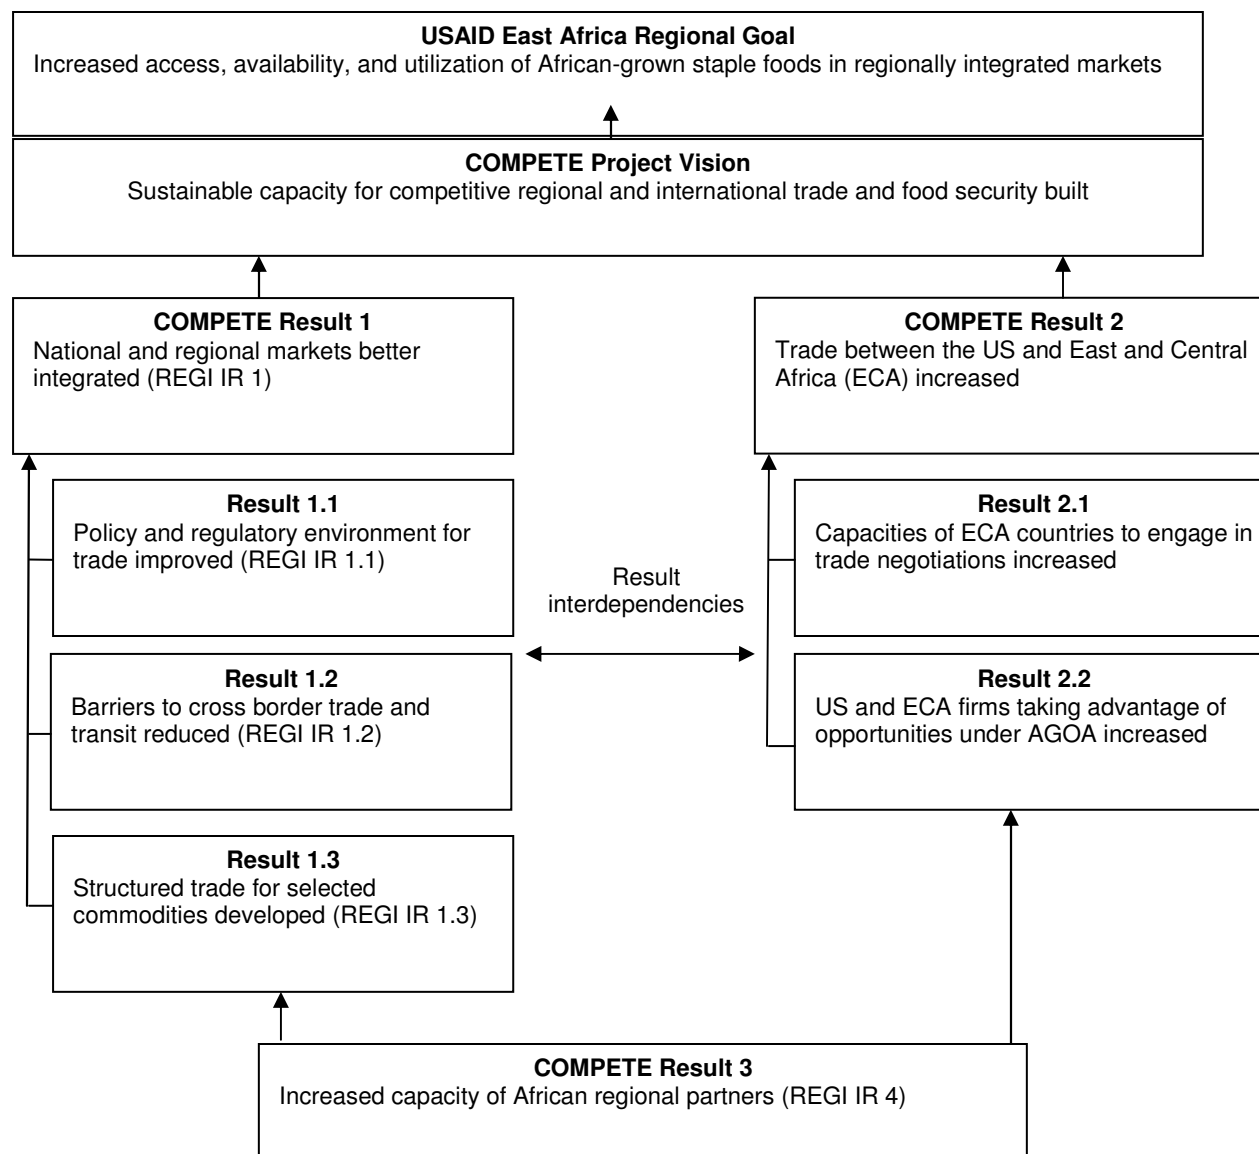 USAID East Africa Regional Goal
Increased access, availability, and utilization of African-grown staple foods in regionally integrated markets
COMPETE Project Vision
Sustainable capacity for competitive regional and international trade and food security built
COMPETE Result 1
National and regional markets better
integrated (REGI IR 1)
COMPETE Result 2
Trade between the US and East and Central
Africa (ECA) increased
Result 1.1
Policy and regulatory environment for
trade improved (REGI IR 1.1)
Result 2.1
Capacities of ECA countries to engage in
trade negotiations increased
Result
interdependencies
Result 1.2
Barriers to cross border trade and
transit reduced (REGI IR 1.2)
Result 2.2
US and ECA firms taking advantage of
opportunities under AGOA increased
Result 1.3
Structured trade for selected
commodities developed (REGI IR 1.3)
COMPETE Result 3
Increased capacity of African regional partners (REGI IR 4)